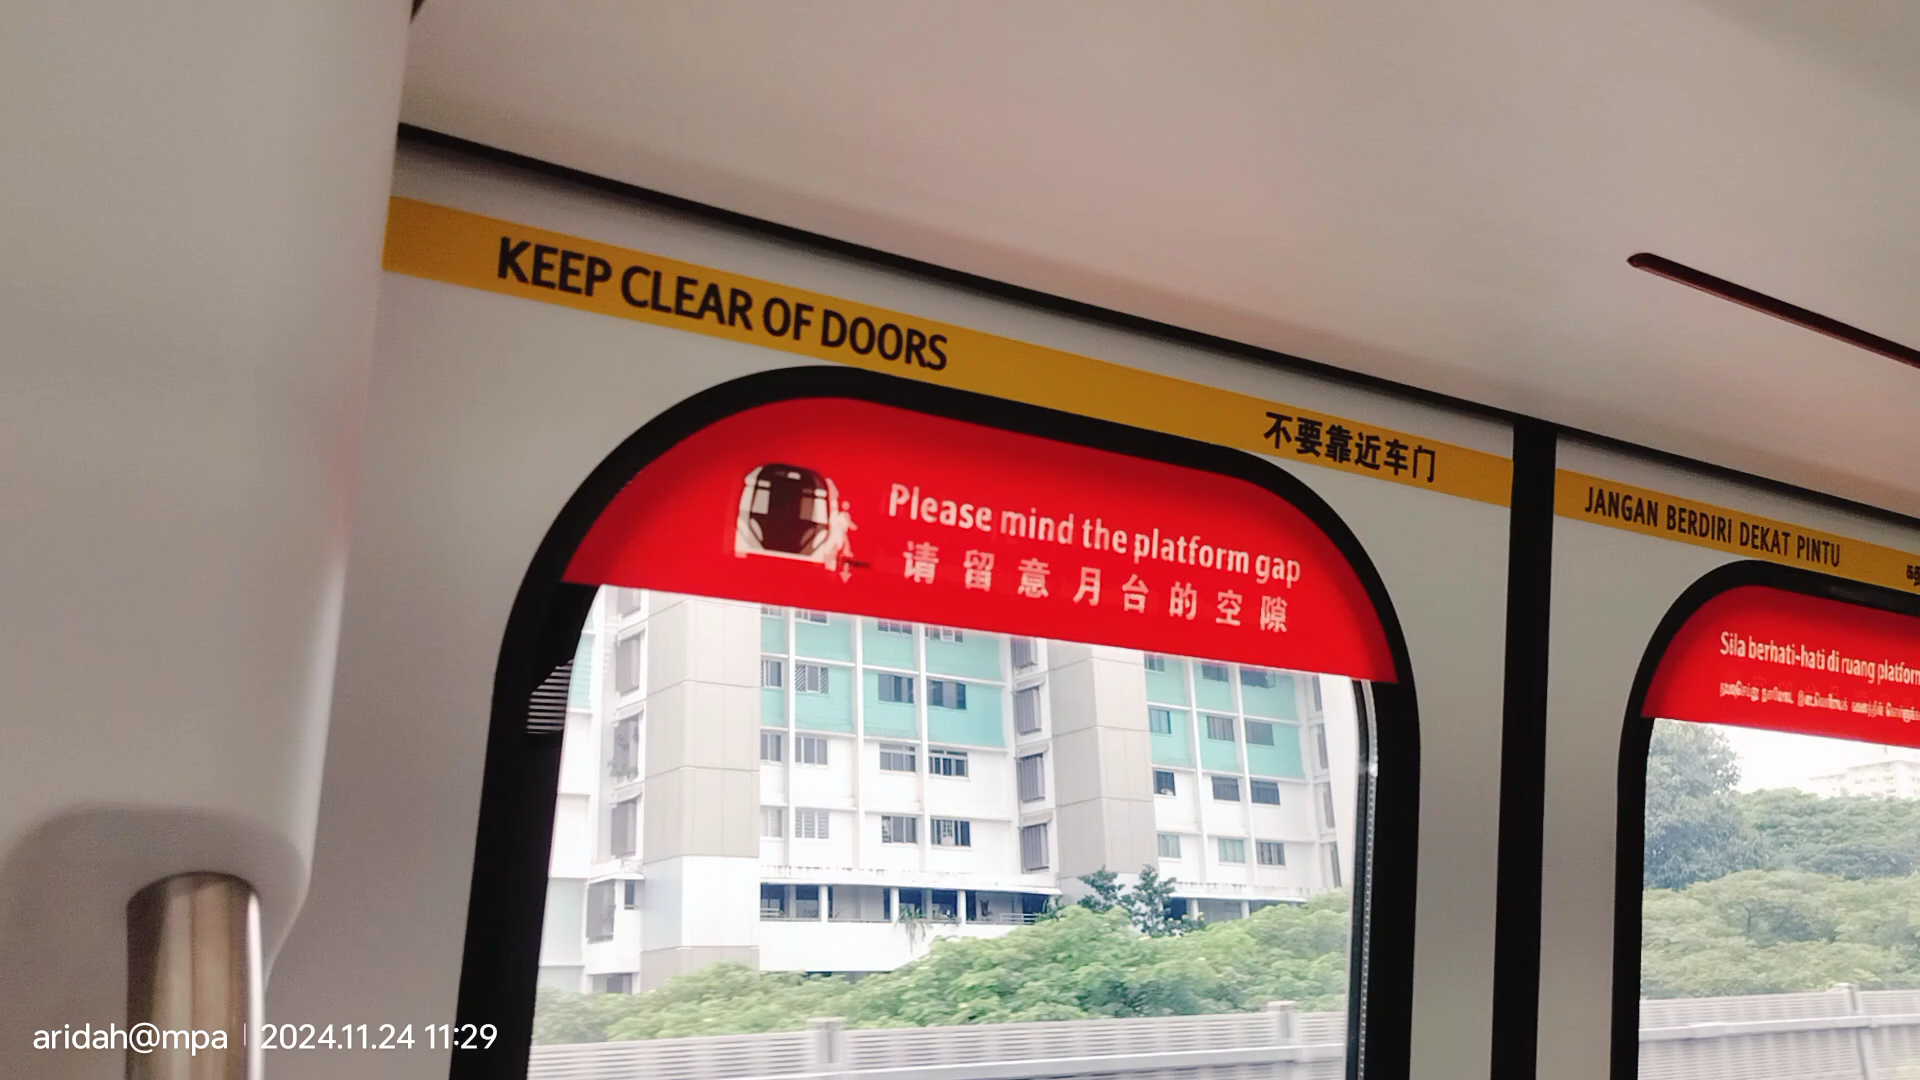 KEEP CLEAR OF DOORS
不要靠近车门
JANGAN BERDIRI DEKAT PINTU
Please mind the platform gap
请留意月台的空隙
Sila berhati-hati di ruang platform
aridah@mpa | 2024.11.24 11:29